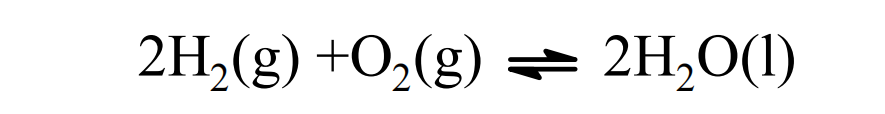 2H₂(g) +O₂(g) ⇌ 2H₂O(l)